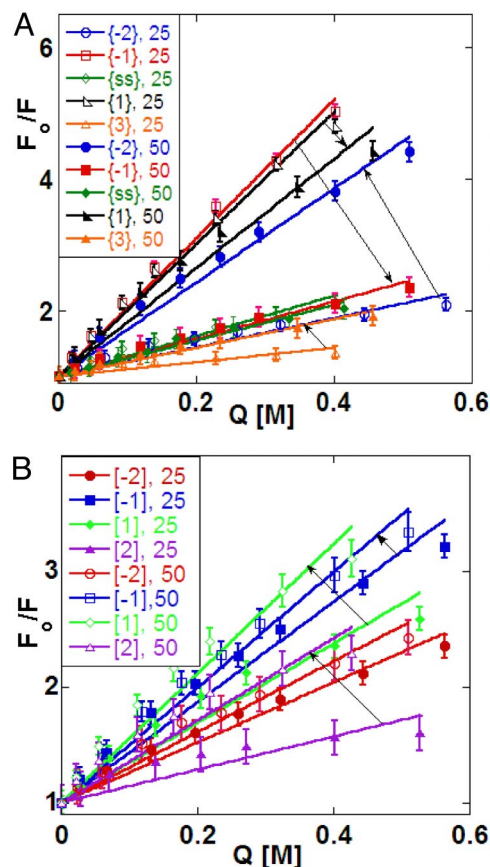 A
6
{-2}, 25
{-1}, 25
{ss}, 25
{1}, 25
{3}, 25
{-2}, 50
{-1}, 50
{ss}, 50
{1}, 50
{3}, 50
4
2
Fo/F
0 0.2 0.4 0.6
Q [M]
B
[-2], 25
[-1], 25
[1], 25
[2], 25
[-2], 50
[-1],50
[1], 50
[2], 50
3
2
1
Fo/F
0 0.2 0.4 0.6
Q [M]